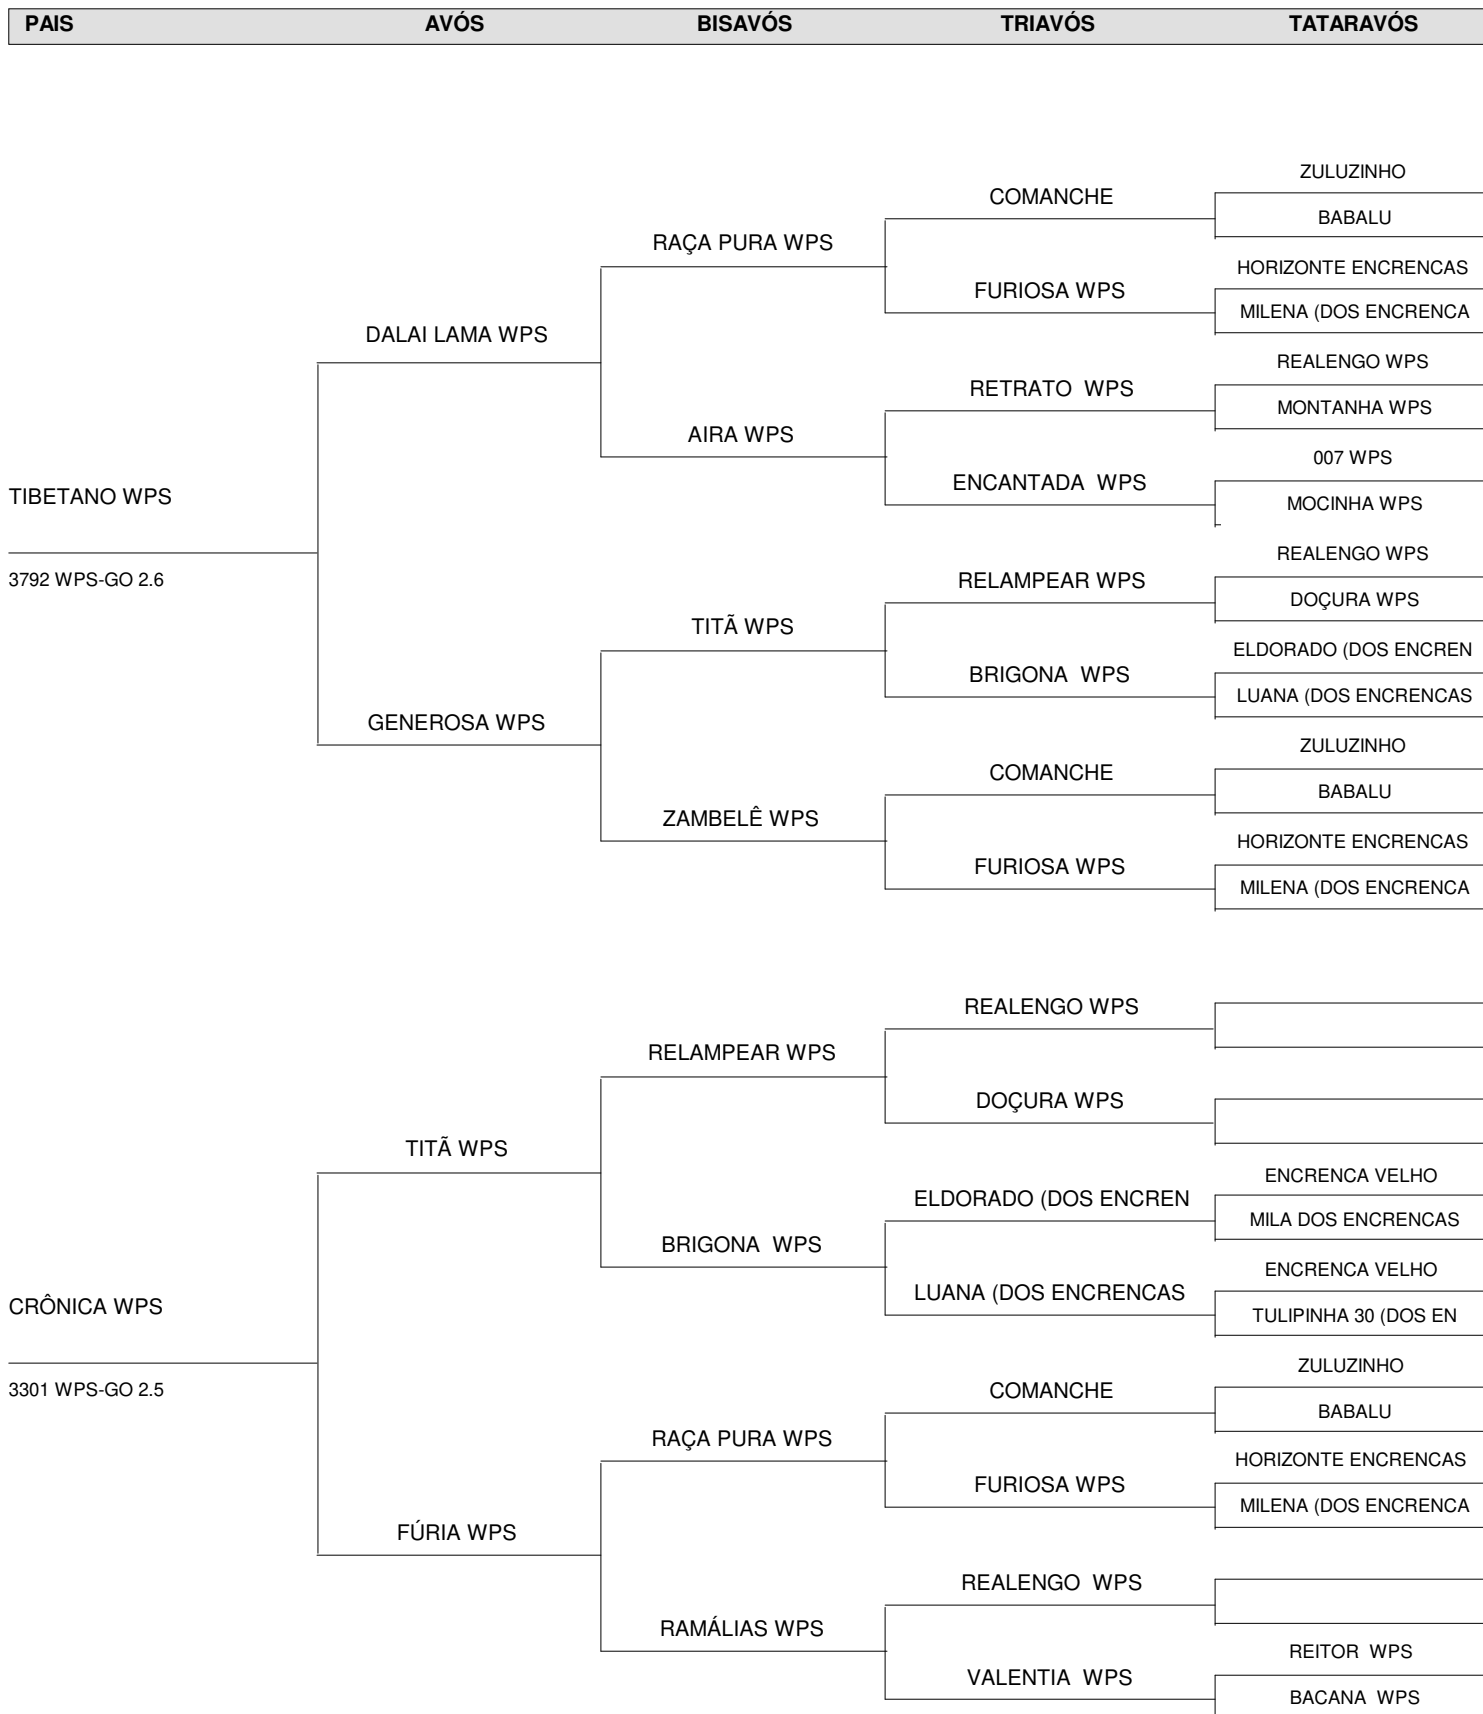 PAIS AVÓS BISAVÓS TRIAVÓS TATARAVÓS
ZULUZINHO
COMANCHE
BABALU
RAÇA PURA WPS
HORIZONTE ENCRENCAS
FURIOSA WPS
MILENA (DOS ENCRENCA
DALAI LAMA WPS
REALENGO WPS
RETRATO WPS
MONTANHA WPS
AIRA WPS
007 WPS
ENCANTADA WPS
MOCINHA WPS
TIBETANO WPS
3792 WPS-GO 2.6
REALENGO WPS
RELAMPEAR WPS
DOÇURA WPS
TITÃ WPS
ELDORADO (DOS ENCREN
BRIGONA WPS
LUANA (DOS ENCRENCAS
GENEROSA WPS
ZULUZINHO
COMANCHE
BABALU
ZAMBELÊ WPS
HORIZONTE ENCRENCAS
FURIOSA WPS
MILENA (DOS ENCRENCA
REALENGO WPS
RELAMPEAR WPS
DOÇURA WPS
TITÃ WPS
ENCRENCA VELHO
ELDORADO (DOS ENCREN
MILA DOS ENCRENCAS
BRIGONA WPS
ENCRENCA VELHO
LUANA (DOS ENCRENCAS
TULIPINHA 30 (DOS EN
CRÔNICA WPS
3301 WPS-GO 2.5
ZULUZINHO
COMANCHE
BABALU
RAÇA PURA WPS
HORIZONTE ENCRENCAS
FURIOSA WPS
MILENA (DOS ENCRENCA
FÚRIA WPS
REALENGO WPS
RAMÁLIAS WPS
REITOR WPS
VALENTIA WPS
BACANA WPS